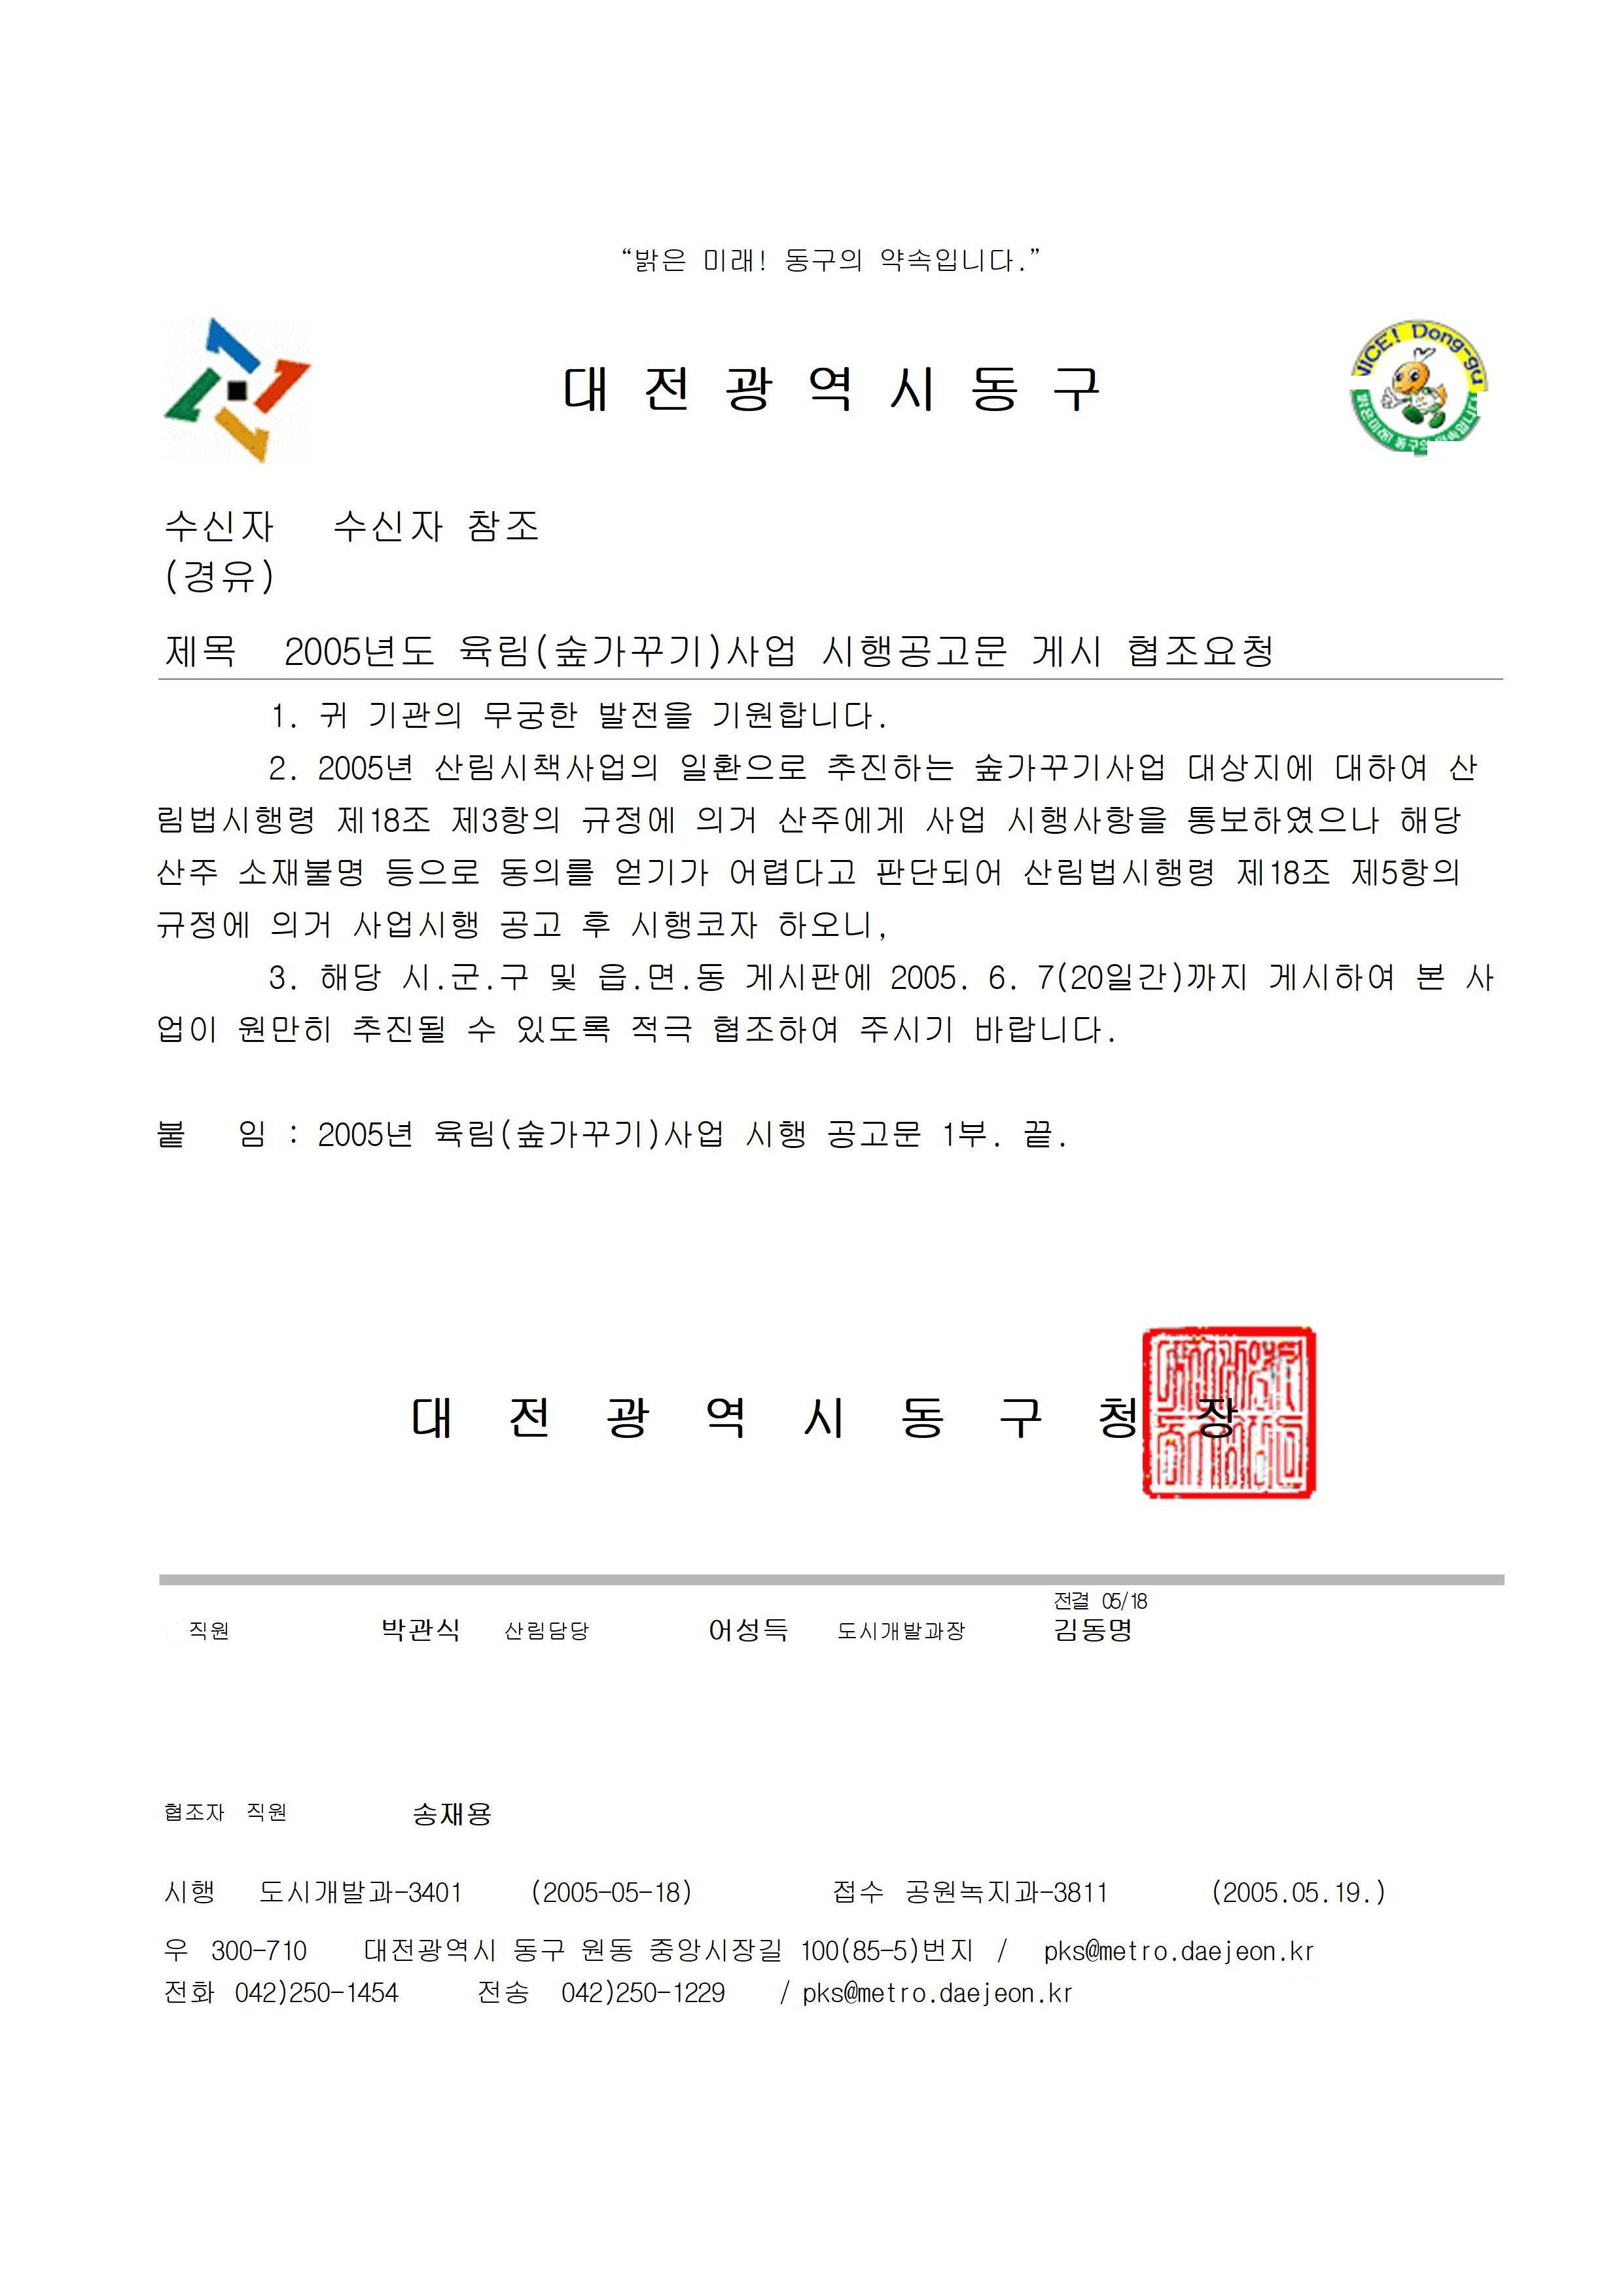 “밝은 미래! 동구의 약속입니다.”
대 전 광 역 시 동 구
NICE! Dong-gu
밝은미래! 동구의 약속입니다
수신자 수신자 참조
(경유)
제목 2005년도 육림(숲가꾸기)사업 시행공고문 게시 협조요청
1. 귀 기관의 무궁한 발전을 기원합니다.
2. 2005년 산림시책사업의 일환으로 추진하는 숲가꾸기사업 대상지에 대하여 산
림법시행령 제18조 제3항의 규정에 의거 산주에게 사업 시행사항을 통보하였으나 해당
산주 소재불명 등으로 동의를 얻기가 어렵다고 판단되어 산림법시행령 제18조 제5항의
규정에 의거 사업시행 공고 후 시행코자 하오니,
3. 해당 시.군.구 및 읍.면.동 게시판에 2005. 6. 7(20일간)까지 게시하여 본 사
업이 원만히 추진될 수 있도록 적극 협조하여 주시기 바랍니다.
붙 임 : 2005년 육림(숲가꾸기)사업 시행 공고문 1부. 끝.
대 전 광 역 시 동 구 청 장
전결 05/18
직원 박관식 산림담당 어성득 도시개발과장 김동명
협조자 직원 송재용
시행 도시개발과-3401 (2005-05-18) 접수 공원녹지과-3811 (2005.05.19.)
우 300-710 대전광역시 동구 원동 중앙시장길 100(85-5)번지 / pks@metro.daejeon.kr
전화 042)250-1454 전송 042)250-1229 / pks@metro.daejeon.kr